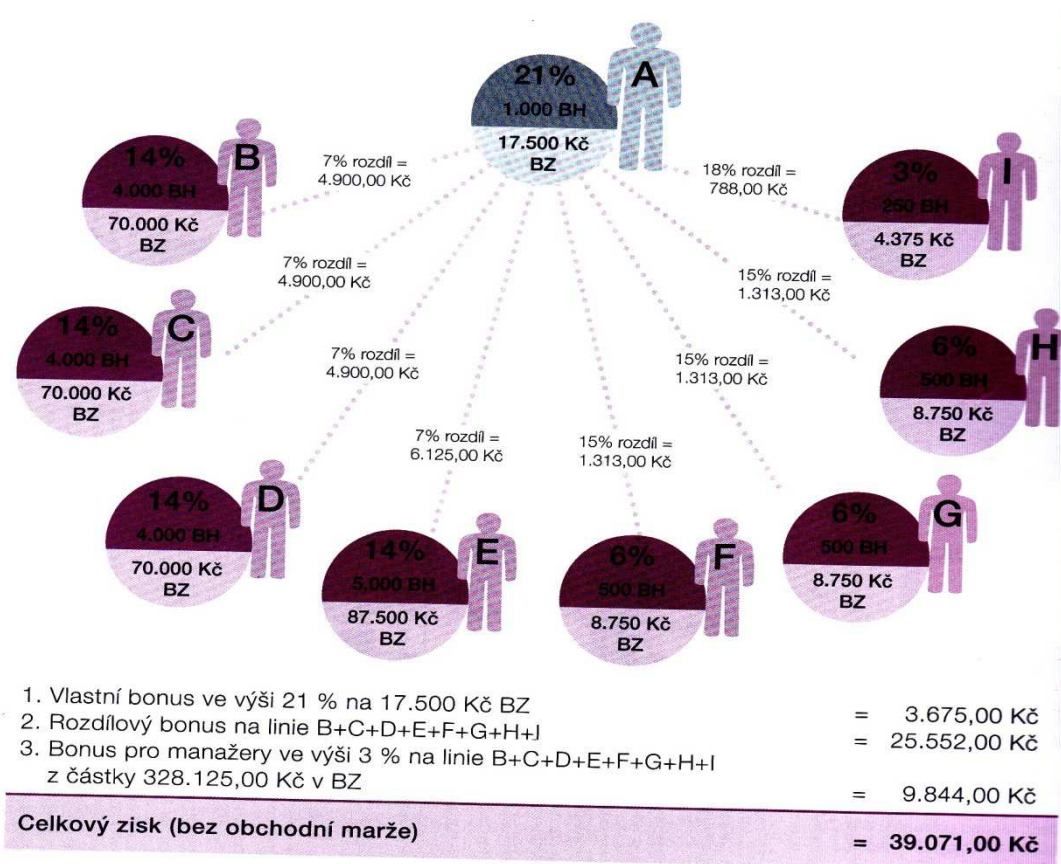 21%
1.000 BH
17.500 Kč
BZ
A
14%
4.000 BH
70.000 Kč
BZ
B
7% rozdíl =
4.900,00 Kč
18% rozdíl =
788,00 Kč
3%
250 BH
4.375 Kč
BZ
I
14%
4.000 BH
70.000 Kč
BZ
C
7% rozdíl =
4.900,00 Kč
15% rozdíl =
1.313,00 Kč
6%
500 BH
8.750 Kč
BZ
H
14%
4.000 BH
70.000 Kč
BZ
D
7% rozdíl =
4.900,00 Kč
15% rozdíl =
1.313,00 Kč
6%
500 BH
8.750 Kč
BZ
G
14%
5,000 BH
87.500 Kč
BZ
E
7% rozdíl =
6.125,00 Kč
15% rozdíl =
1.313,00 Kč
6%
500 BH
8.750 Kč
BZ
F
1. Vlastní bonus ve výši 21 % na 17.500 Kč BZ = 3.675,00 Kč
2. Rozdílový bonus na linie B+C+D+E+F+G+H+J = 25.552,00 Kč
3. Bonus pro manažery ve výši 3 % na linie B+C+D+E+F+G+H+I
z částky 328.125,00 Kč v BZ = 9.844,00 Kč
Celkový zisk (bez obchodní marže) = 39.071,00 Kč